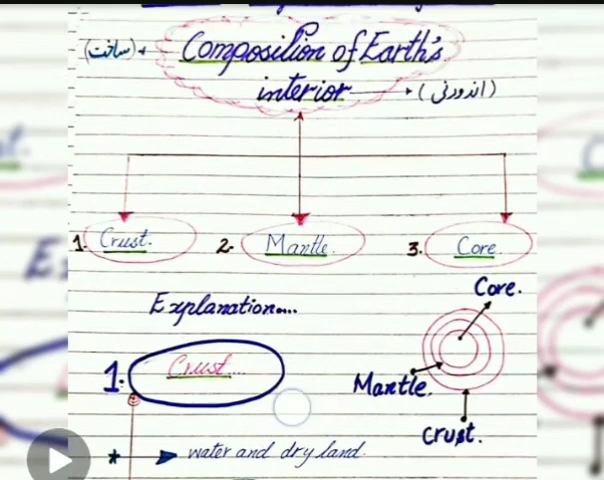 (ساخت) Composition of Earth's
interior (اندرونی)
1. Crust. 2- Mantle. 3. Core
Explanation....
Core.
1. Crust....
Mantle.
Crust.
* water and dry land.